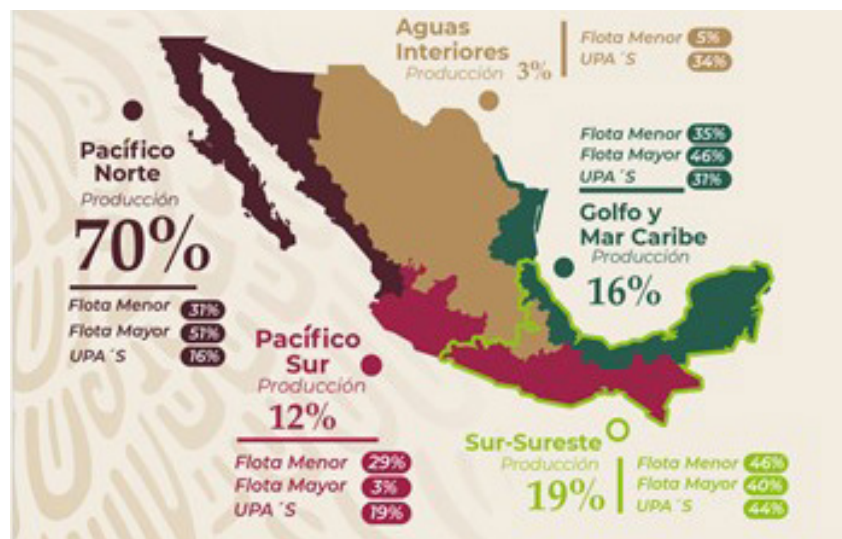 Aguas
Interiores
Producción 3%
Flota Menor 5%
UPA´S 34%
Pacífico
Norte
Producción
70%
Flota Menor 31%
Flota Mayor 51%
UPA´S 16%
Flota Menor 35%
Flota Mayor 46%
UPA´S 31%
Golfo y
Mar Caribe
Producción
16%
Pacífico
Sur
Producción
12%
Flota Menor 29%
Flota Mayor 3%
UPA´S 19%
Sur-Sureste
Producción
19%
Flota Menor 46%
Flota Mayor 40%
UPA´S 44%